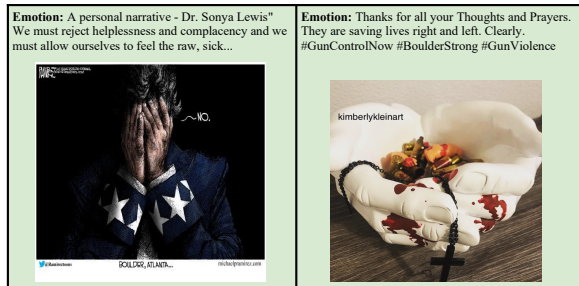 Emotion: A personal narrative - Dr. Sonya Lewis"
We must reject helplessness and complacency and we
must allow ourselves to feel the raw, sick...
NO.
BOULDER, ATLANTA...
michaelpramirez.com
Emotion: Thanks for all your Thoughts and Prayers.
They are saving lives right and left. Clearly.
#GunControlNow #BoulderStrong #GunViolence
kimberlykleinart